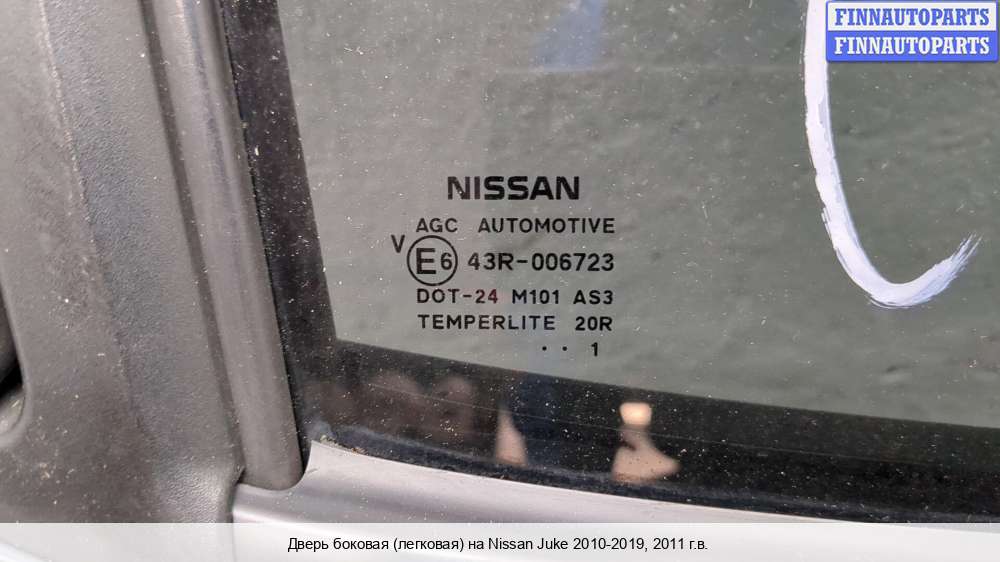 FINNAUTOPARTS
FINNAUTOPARTS
NISSAN
AGC AUTOMOTIVE
V E6 43R-006723
DOT-24 M101 AS3
TEMPERLITE 20R
. . 1
Дверь боковая (легковая) на Nissan Juke 2010-2019, 2011 г.в.